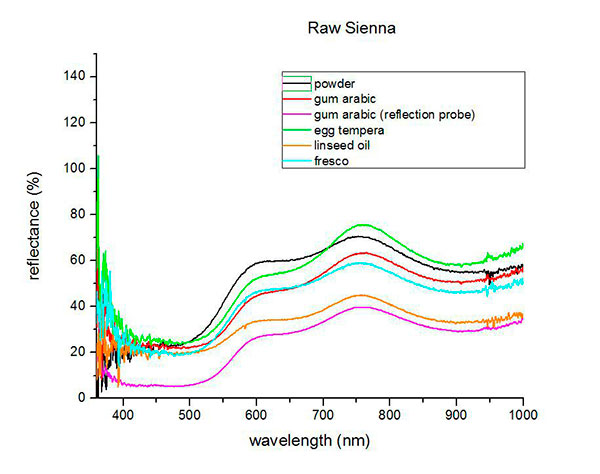 Raw Sienna
140
120
100
80
60
40
20
0
reflectance (%)
powder
gum arabic
gum arabic (reflection probe)
egg tempera
linseed oil
fresco
400 500 600 700 800 900 1000
wavelength (nm)